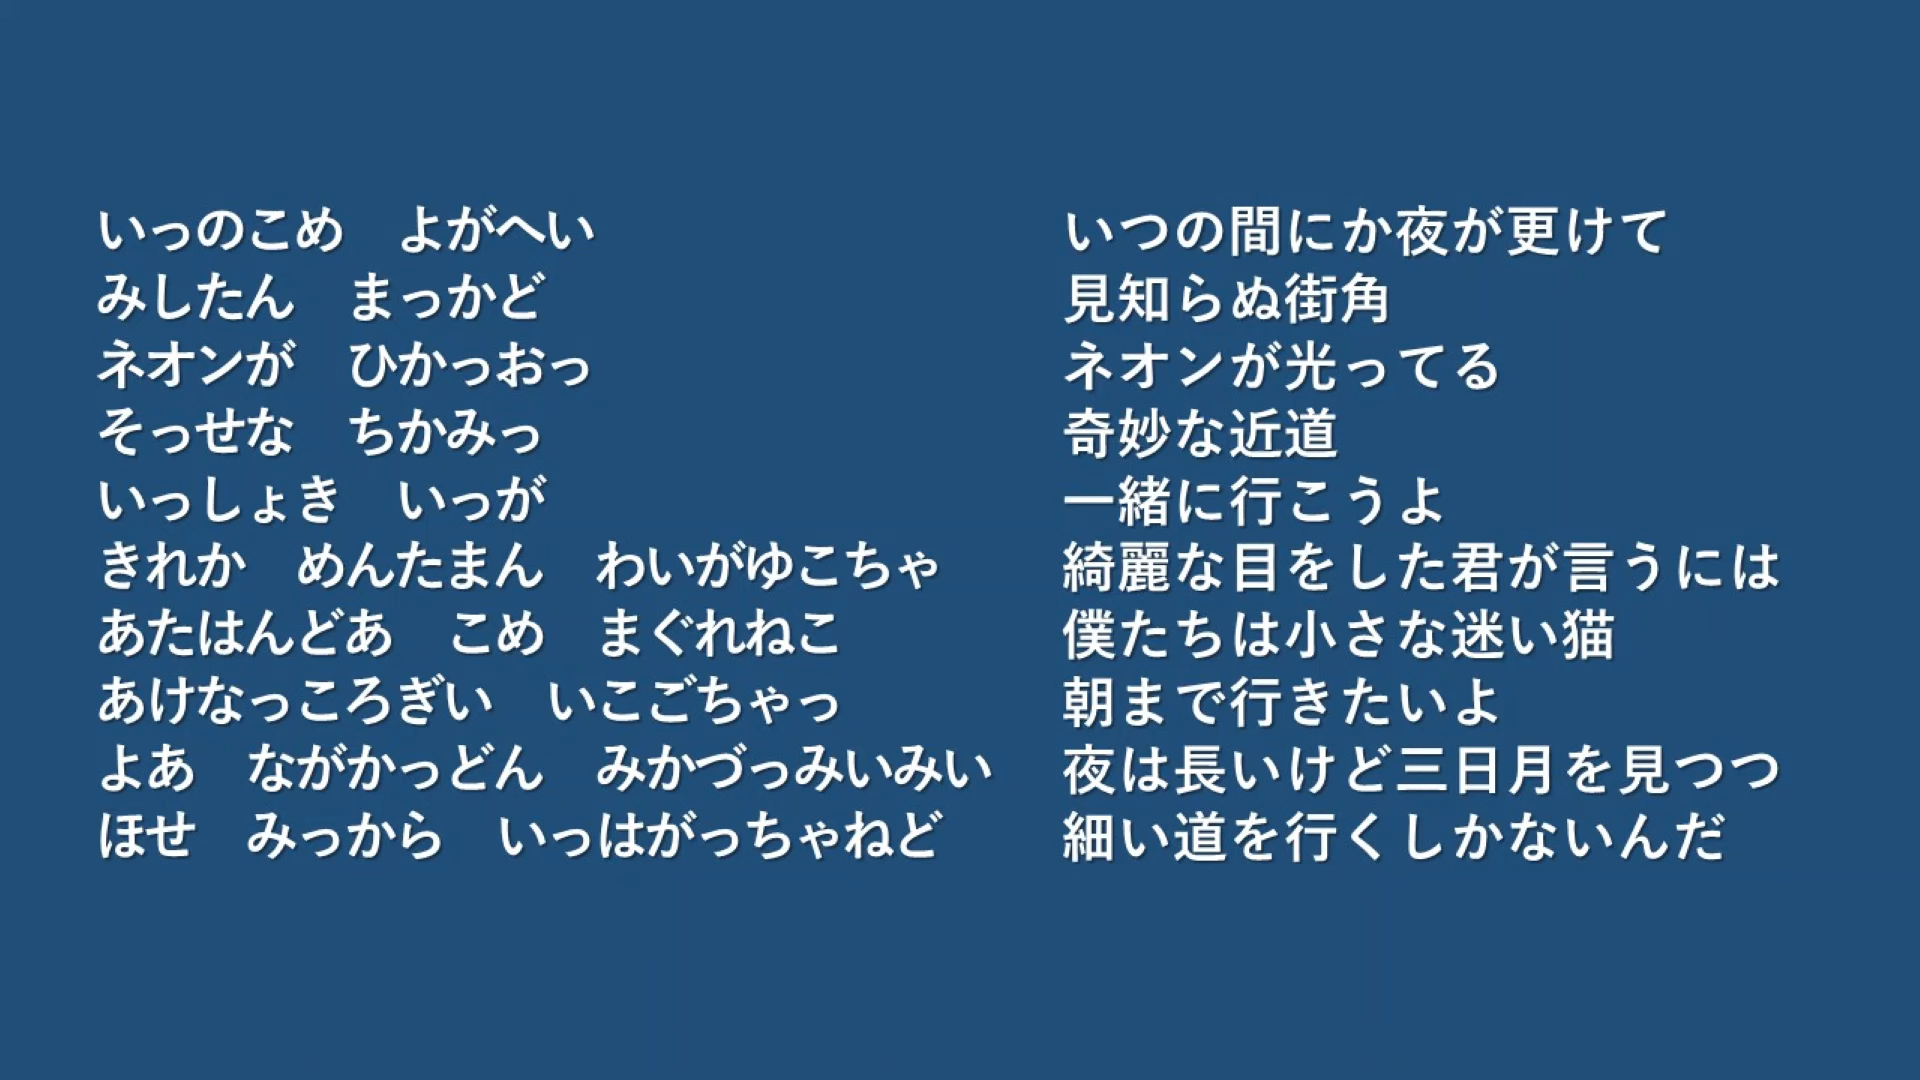 いっのこめ　よがへい
みしたん　まっかど
ネオンが　ひかっおっ
そっせな　ちかみっ
いっしょき　いっが
きれか　めんたまん　わいがゆこちゃ
あたはんどあ　こめ　まぐれねこ
あけなっころぎい　いこごちゃっ
よあ　ながかっどん　みかづっみいみい
ほせ　みっから　いっはがっちゃねど
いつの間にか夜が更けて
見知らぬ街角
ネオンが光ってる
奇妙な近道
一緒に行こうよ
綺麗な目をした君が言うには
僕たちは小さな迷い猫
朝まで行きたいよ
夜は長いけど三日月を見つつ
細い道を行くしかないんだ